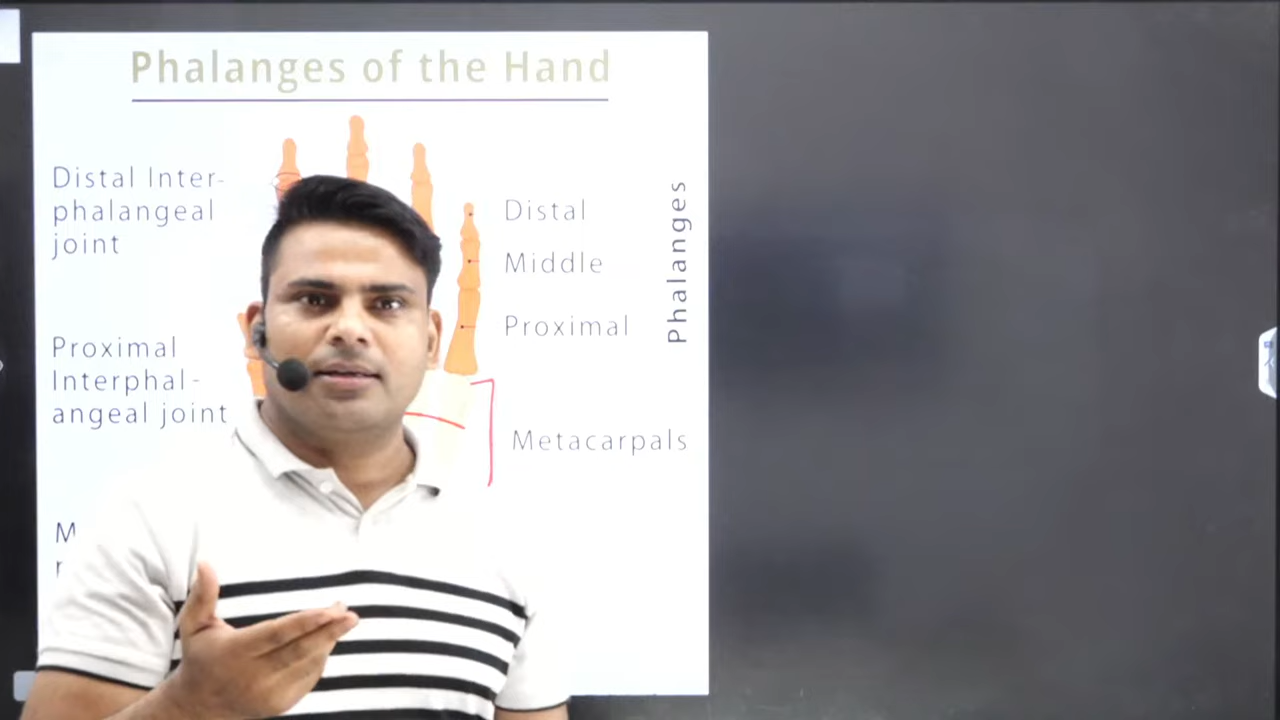 Phalanges of the Hand
Distal Inter-
phalangeal
joint
Proximal
Interphal-
angeal joint
Distal
Middle
Proximal
Phalanges
Metacarpals